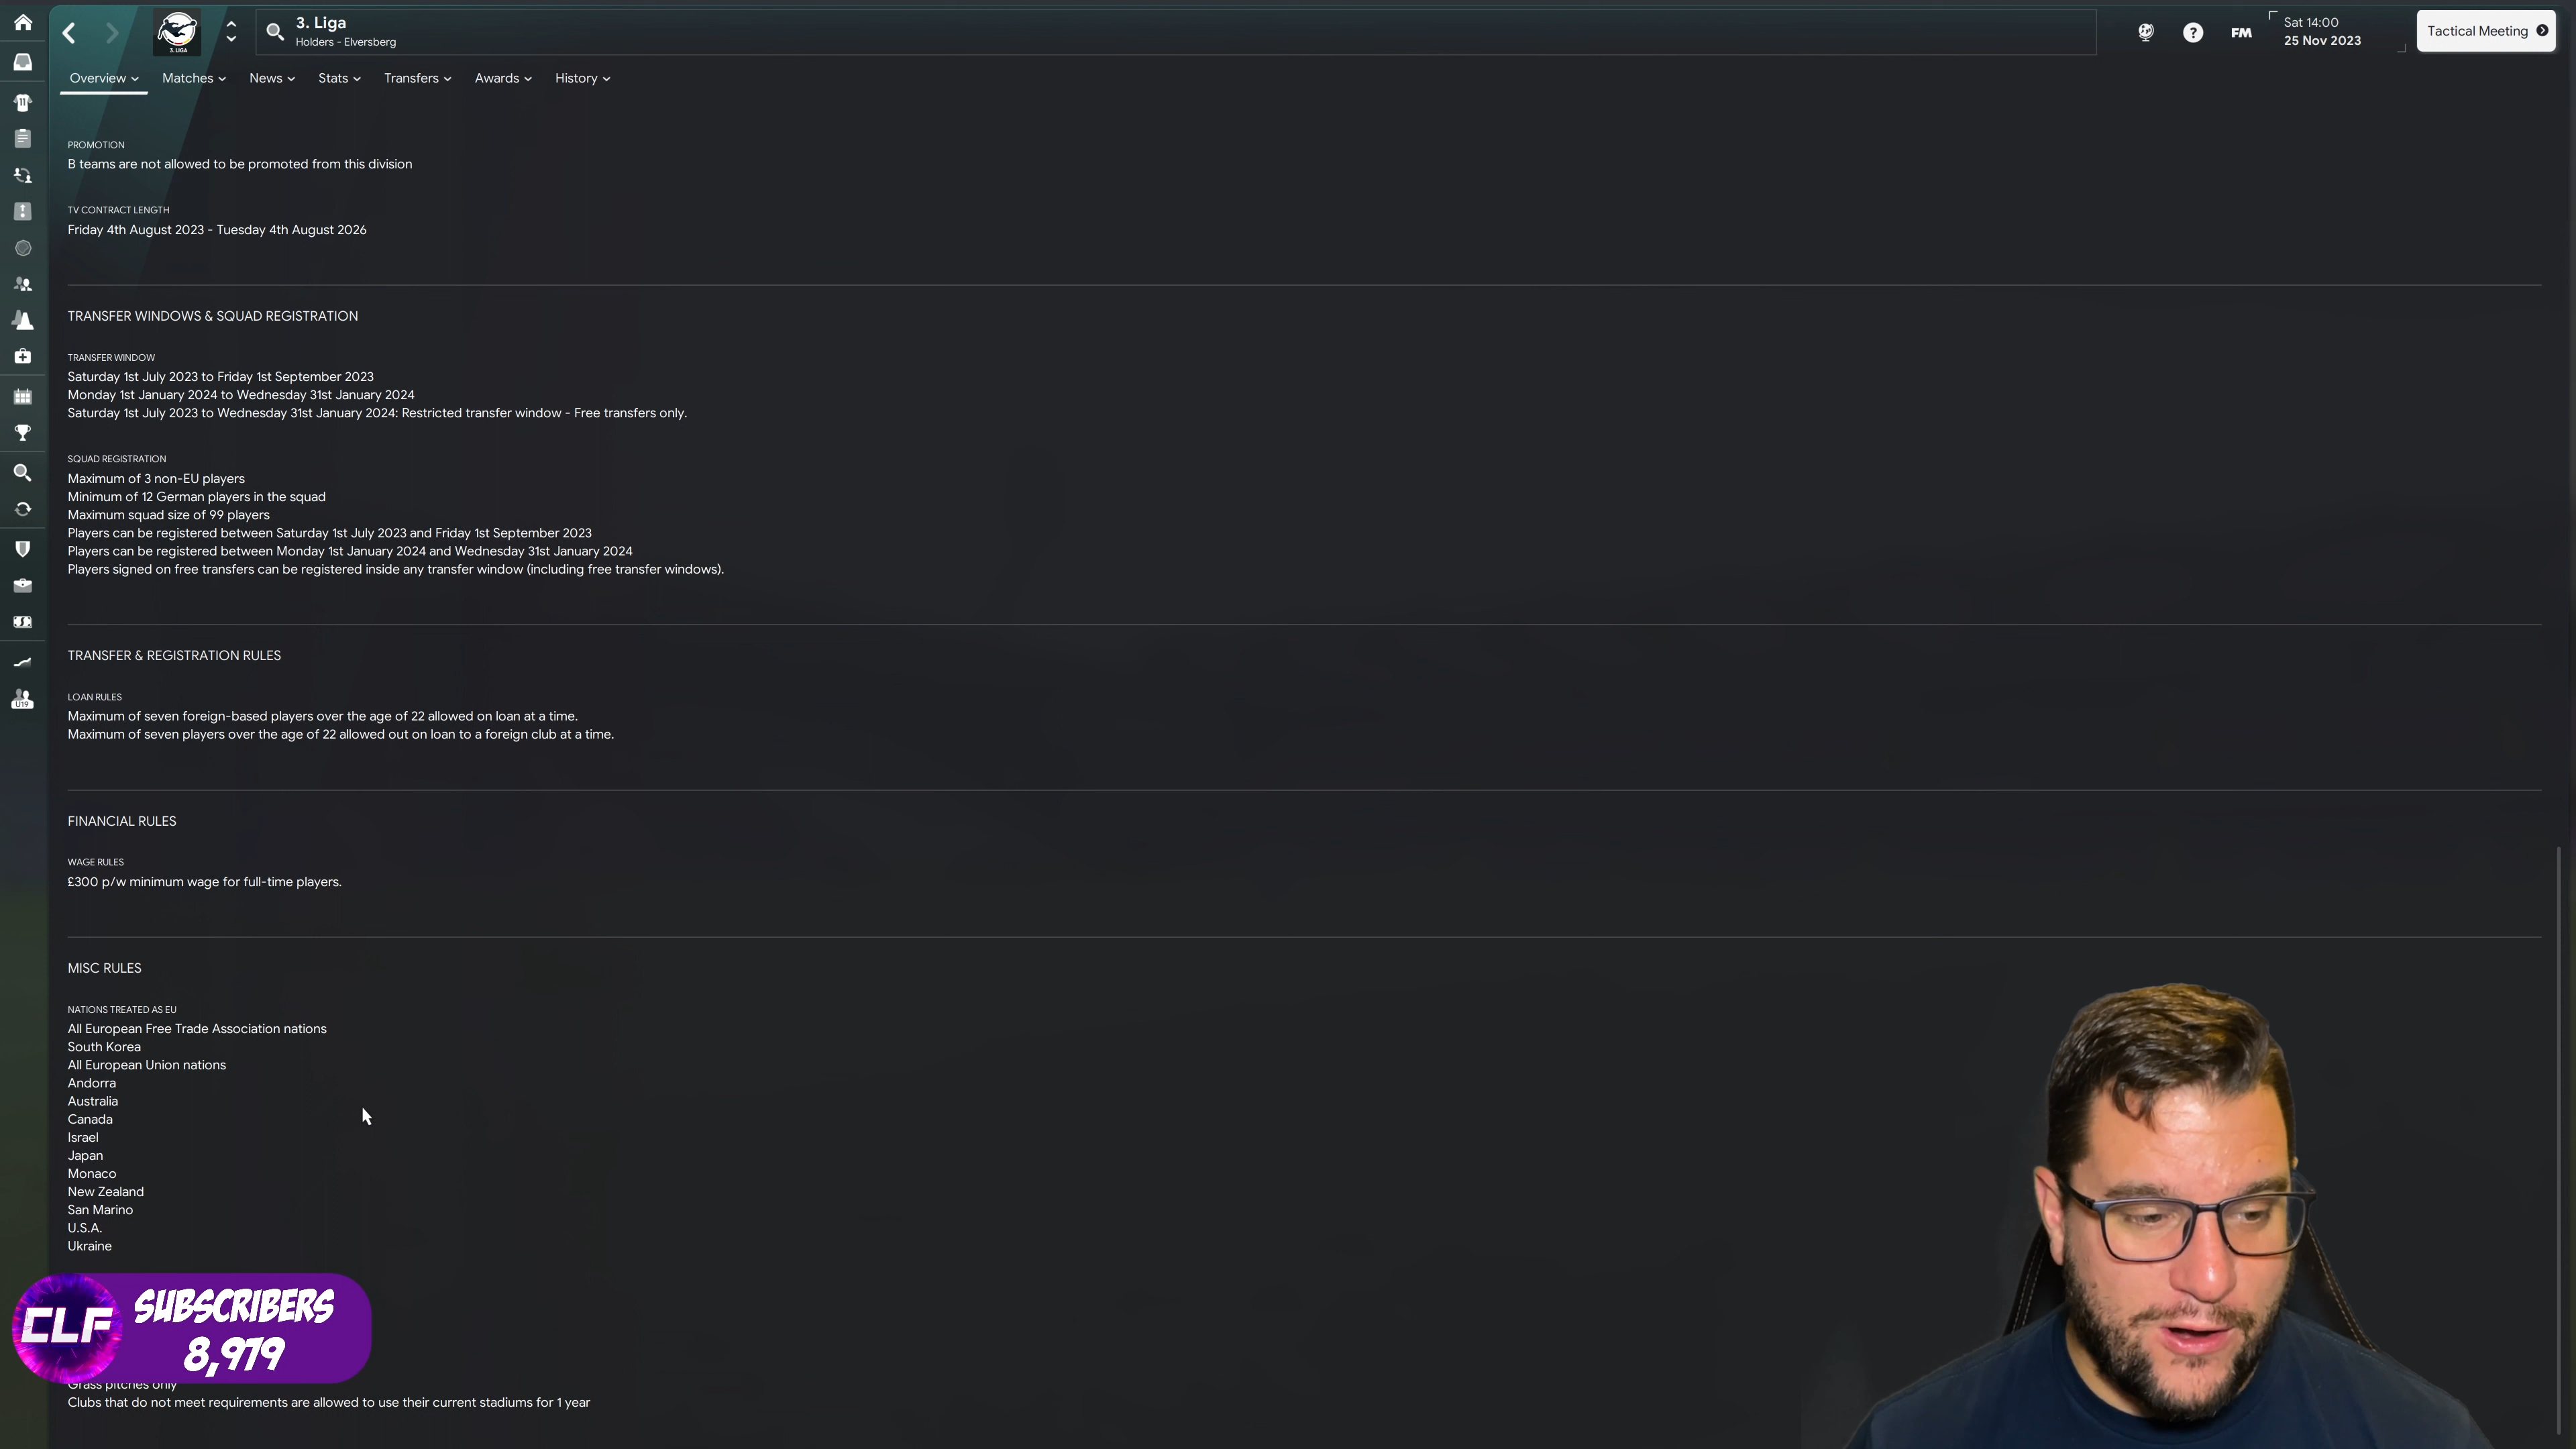 3. Liga
Holders - Elversberg
3. LIGA
FM
Sat 14:00
25 Nov 2023
Tactical Meeting
Overview
Matches
News
Stats
Transfers
Awards
History
PROMOTION
B teams are not allowed to be promoted from this division
TV CONTRACT LENGTH
Friday 4th August 2023 - Tuesday 4th August 2026
TRANSFER WINDOWS & SQUAD REGISTRATION
TRANSFER WINDOW
Saturday 1st July 2023 to Friday 1st September 2023
Monday 1st January 2024 to Wednesday 31st January 2024
Saturday 1st July 2023 to Wednesday 31st January 2024: Restricted transfer window - Free transfers only.
SQUAD REGISTRATION
Maximum of 3 non-EU players
Minimum of 12 German players in the squad
Maximum squad size of 99 players
Players can be registered between Saturday 1st July 2023 and Friday 1st September 2023
Players can be registered between Monday 1st January 2024 and Wednesday 31st January 2024
Players signed on free transfers can be registered inside any transfer window (including free transfer windows).
TRANSFER & REGISTRATION RULES
LOAN RULES
Maximum of seven foreign-based players over the age of 22 allowed on loan at a time.
Maximum of seven players over the age of 22 allowed out on loan to a foreign club at a time.
FINANCIAL RULES
WAGE RULES
£300 p/w minimum wage for full-time players.
MISC RULES
NATIONS TREATED AS EU
All European Free Trade Association nations
South Korea
All European Union nations
Andorra
Australia
Canada
Israel
Japan
Monaco
New Zealand
San Marino
U.S.A.
Ukraine
CLF
SUBSCRIBERS
8,979
Grass pitches only
Clubs that do not meet requirements are allowed to use their current stadiums for 1 year
U19